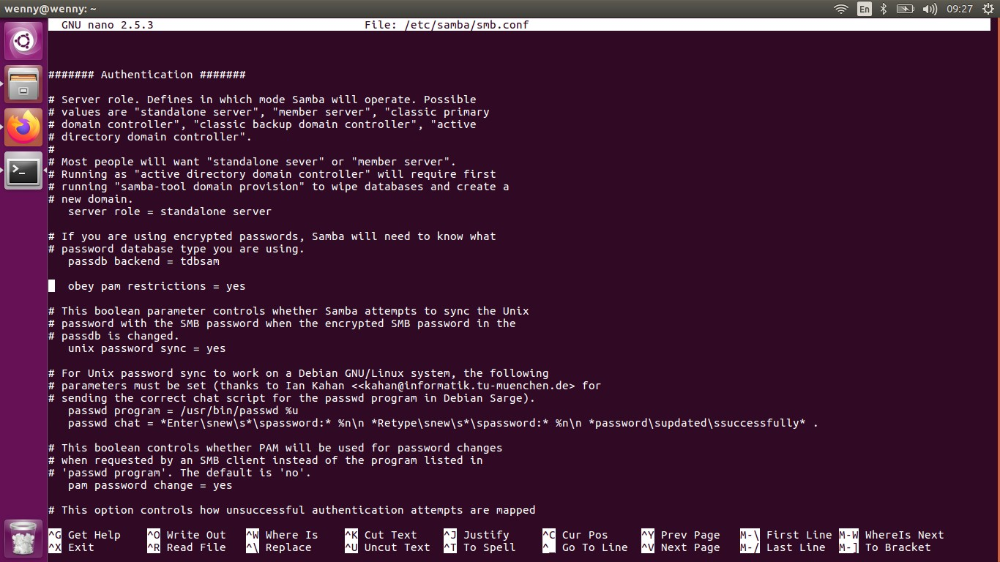 wenny@wenny: ~
En
09:27
GNU nano 2.5.3 File: /etc/samba/smb.conf
####### Authentication #######
# Server role. Defines in which mode Samba will operate. Possible
# values are "standalone server", "member server", "classic primary
# domain controller", "classic backup domain controller", "active
# directory domain controller".
#
# Most people will want "standalone sever" or "member server".
# Running as "active directory domain controller" will require first
# running "samba-tool domain provision" to wipe databases and create a
# new domain.
server role = standalone server
# If you are using encrypted passwords, Samba will need to know what
# password database type you are using.
passdb backend = tdbsam
obey pam restrictions = yes
# This boolean parameter controls whether Samba attempts to sync the Unix
# password with the SMB password when the encrypted SMB password in the
# passdb is changed.
unix password sync = yes
# For Unix password sync to work on a Debian GNU/Linux system, the following
# parameters must be set (thanks to Ian Kahan <<kahan@informatik.tu-muenchen.de> for
# sending the correct chat script for the passwd program in Debian Sarge).
passwd program = /usr/bin/passwd %u
passwd chat = *Enter\snew\s*\spassword:* %n\n *Retype\snew\s*\spassword:* %n\n *password\supdated\ssuccessfully* .
# This boolean controls whether PAM will be used for password changes
# when requested by an SMB client instead of the program listed in
# 'passwd program'. The default is 'no'.
pam password change = yes
# This option controls how unsuccessful authentication attempts are mapped
^G Get Help ^O Write Out ^W Where Is ^K Cut Text ^J Justify ^C Cur Pos ^Y Prev Page M-\ First Line M-W WhereIs Next
^X Exit ^R Read File ^\ Replace ^U Uncut Text ^T To Spell ^_ Go To Line ^V Next Page M-/ Last Line M-] To Bracket